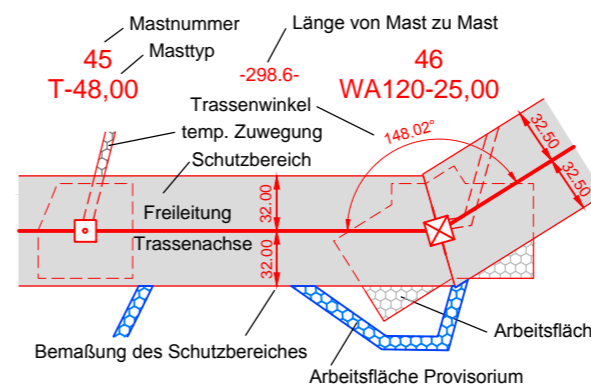 Mastnummer
45
Masttyp
T-48,00
Länge von Mast zu Mast
-298.6-
46
WA120-25,00
Trassenwinkel
148.02°
temp. Zuwegung
Schutzbereich
32.50
32.50
Freileitung
32.00
Trassenachse
32.00
Arbeitsfläch
Bemaßung des Schutzbereiches
Arbeitsfläche Provisorium